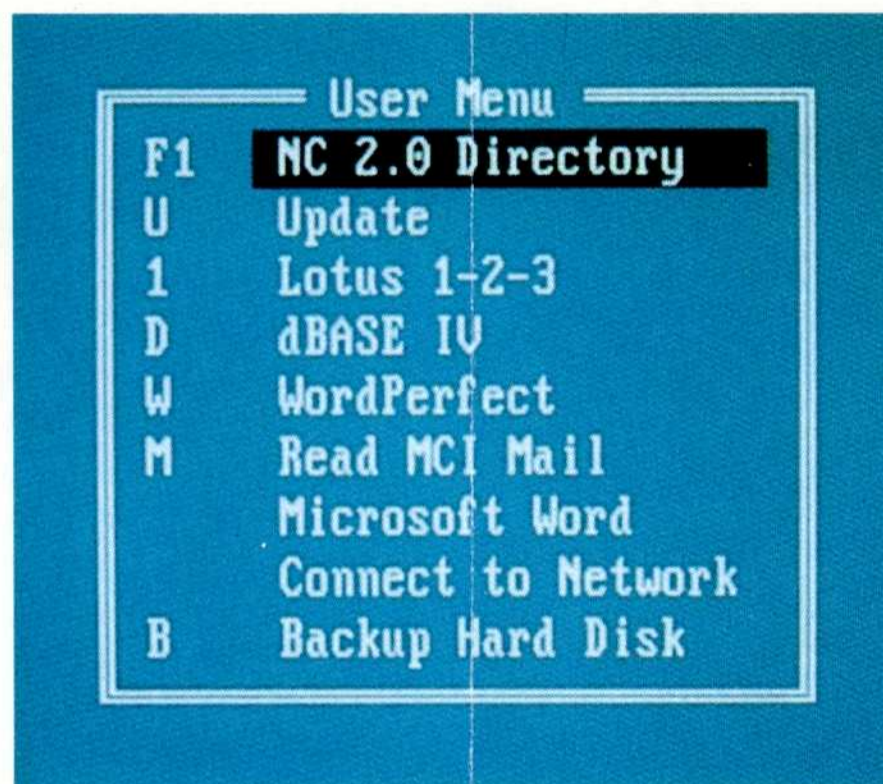 User Menu
F1 NC 2.0 Directory
U Update
1 Lotus 1-2-3
D dBASE IV
W WordPerfect
M Read MCI Mail
Microsoft Word
Connect to Network
B Backup Hard Disk